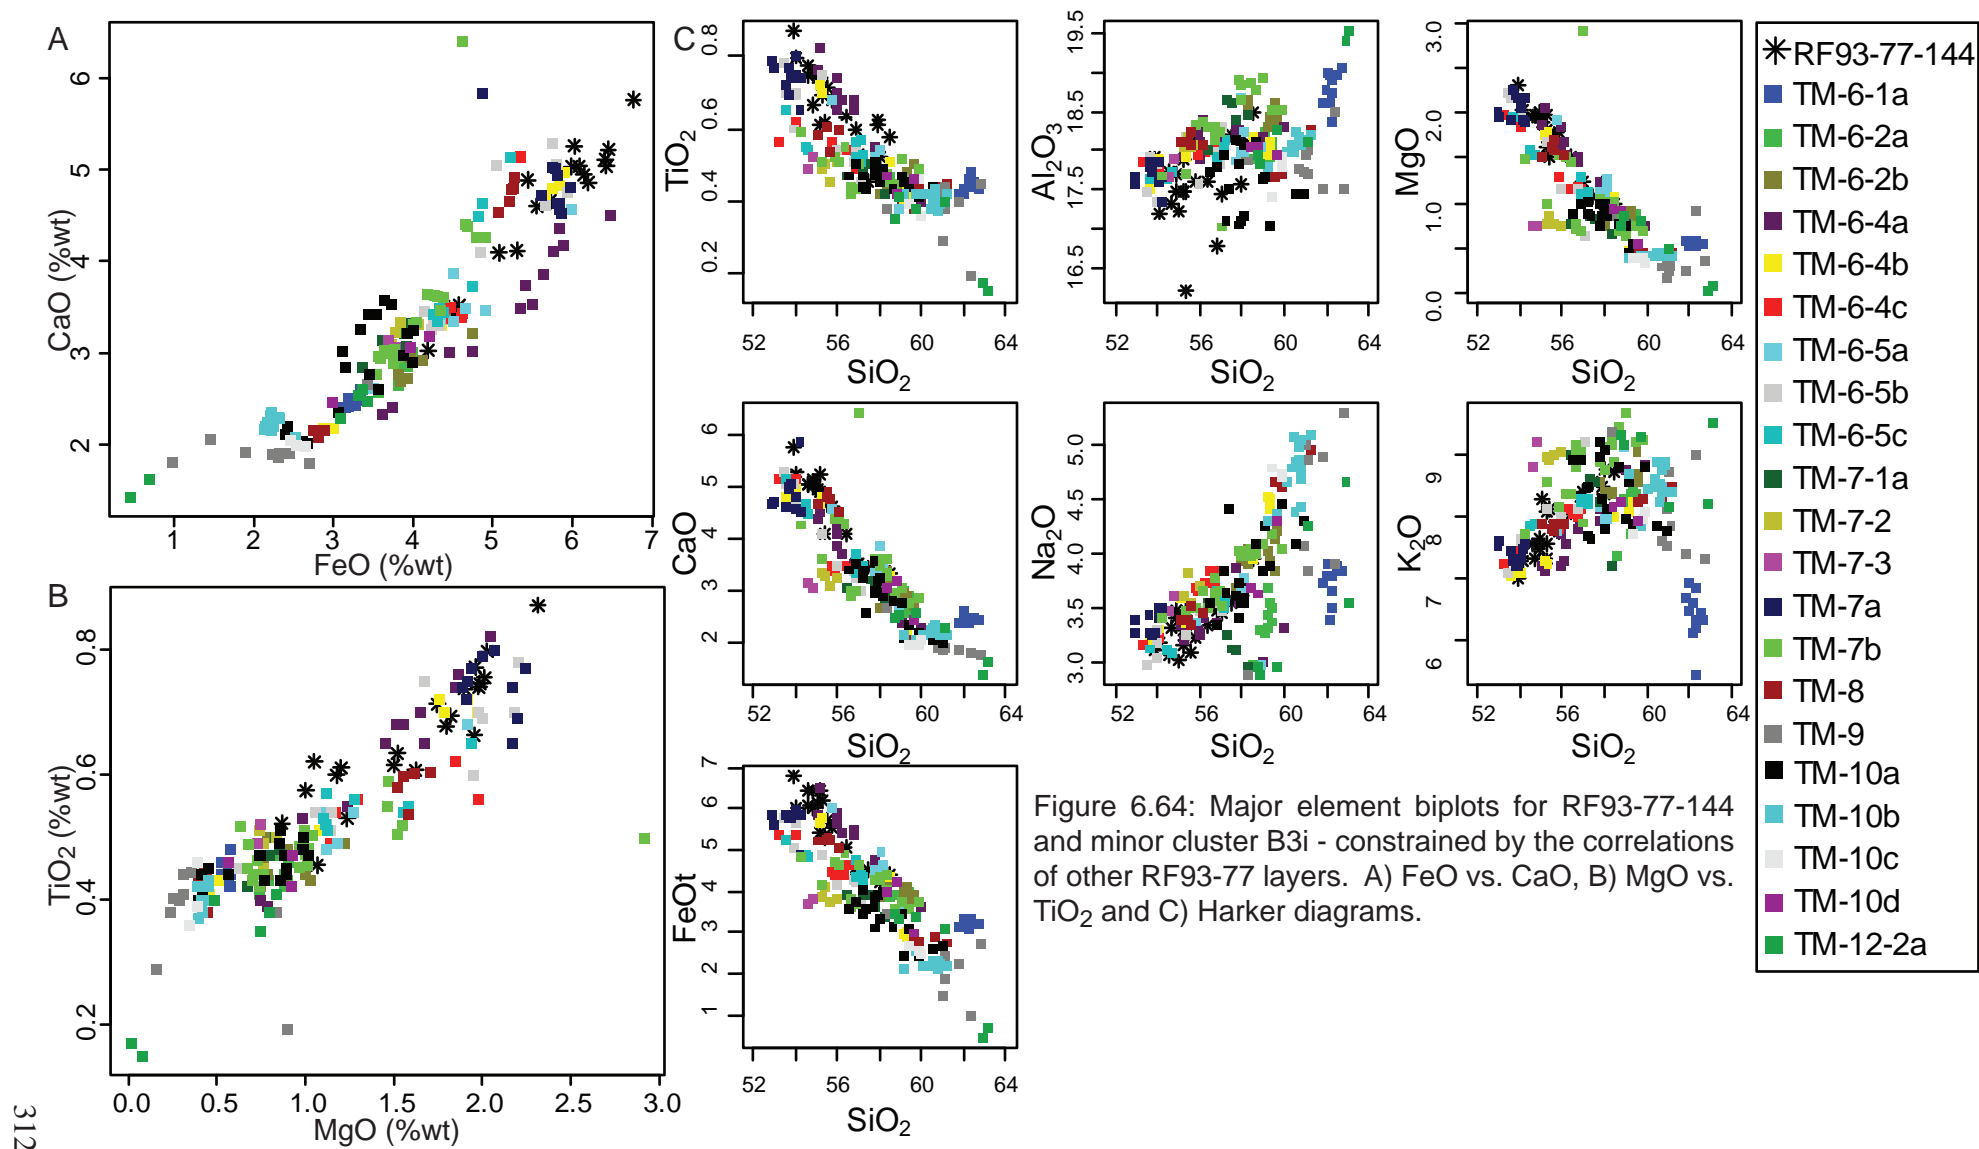 A
CaO (%wt)
6
5
4
3
2
1 2 3 4 5 6 7
FeO (%wt)
B
TiO2 (%wt)
0.8
0.6
0.4
0.2
0.0 0.5 1.0 1.5 2.0 2.5 3.0
MgO (%wt)
C
TiO2
0.8
0.6
0.4
0.2
52 56 60 64
SiO2
Al2O3
19.5
18.5
17.5
16.5
52 56 60 64
SiO2
MgO
3.0
2.0
1.0
0.0
52 56 60 64
SiO2
CaO
6
5
4
3
2
52 56 60 64
SiO2
Na2O
5.0
4.5
4.0
3.5
3.0
52 56 60 64
SiO2
K2O
9
8
7
6
52 56 60 64
SiO2
FeOt
7
6
5
4
3
2
1
52 56 60 64
SiO2
RF93-77-144
TM-6-1a
TM-6-2a
TM-6-2b
TM-6-4a
TM-6-4b
TM-6-4c
TM-6-5a
TM-6-5b
TM-6-5c
TM-7-1a
TM-7-2
TM-7-3
TM-7a
TM-7b
TM-8
TM-9
TM-10a
TM-10b
TM-10c
TM-10d
TM-12-2a
Figure 6.64: Major element biplots for RF93-77-144
and minor cluster B3i - constrained by the correlations
of other RF93-77 layers. A) FeO vs. CaO, B) MgO vs.
TiO2 and C) Harker diagrams.
312